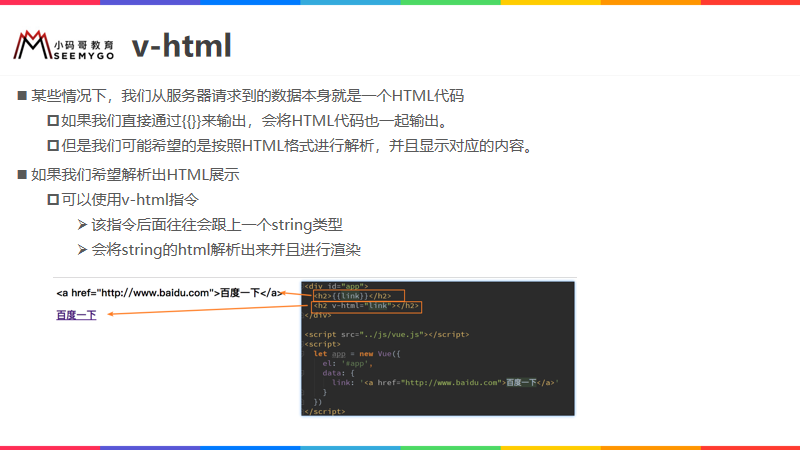 小码哥教育
SEEMYGO
v-html
某些情况下，我们从服务器请求到的数据本身就是一个HTML代码
如果我们直接通过{{}}来输出，会将HTML代码也一起输出。
但是我们可能希望的是按照HTML格式进行解析，并且显示对应的内容。
如果我们希望解析出HTML展示
可以使用v-html指令
该指令后面往往会跟上一个string类型
会将string的html解析出来并且进行渲染
<a href="http://www.baidu.com">百度一下</a>
百度一下
<div id="app">
<h2>{{link}}</h2>
<h2 v-html="link"></h2>
</div>
<script src="../js/vue.js"></script>
<script>
let app = new Vue({
el: '#app',
data: {
link: '<a href="http://www.baidu.com">百度一下</a>'
}
})
</script>